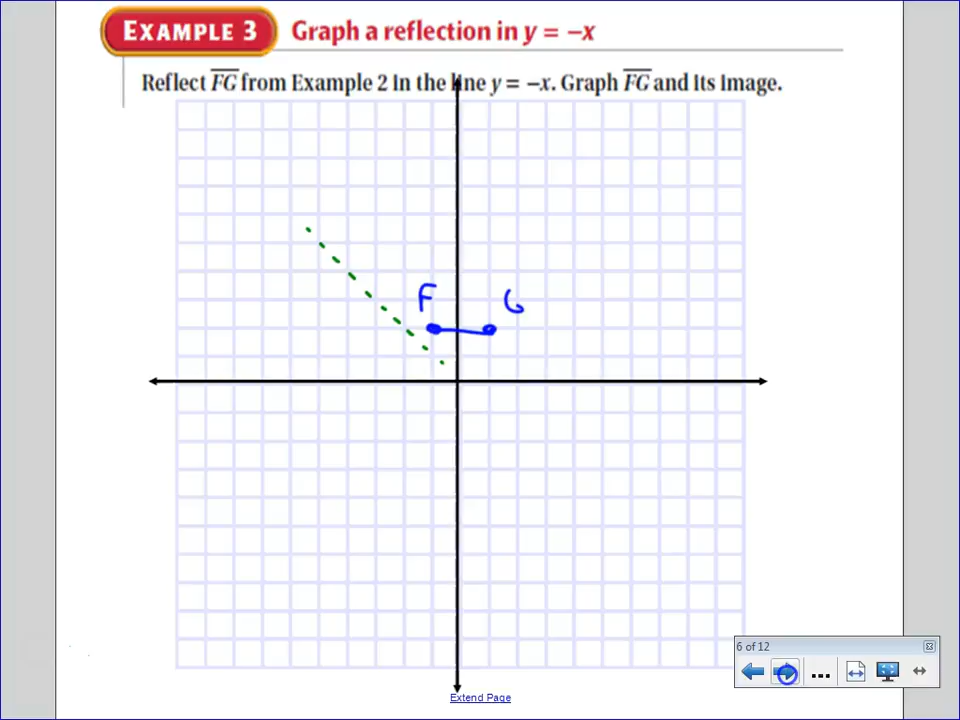 EXAMPLE 3 Graph a reflection in y = –x
Reflect FG from Example 2 in the line y = –x. Graph FG and its image.
F G
6 of 12
...
Extend Page